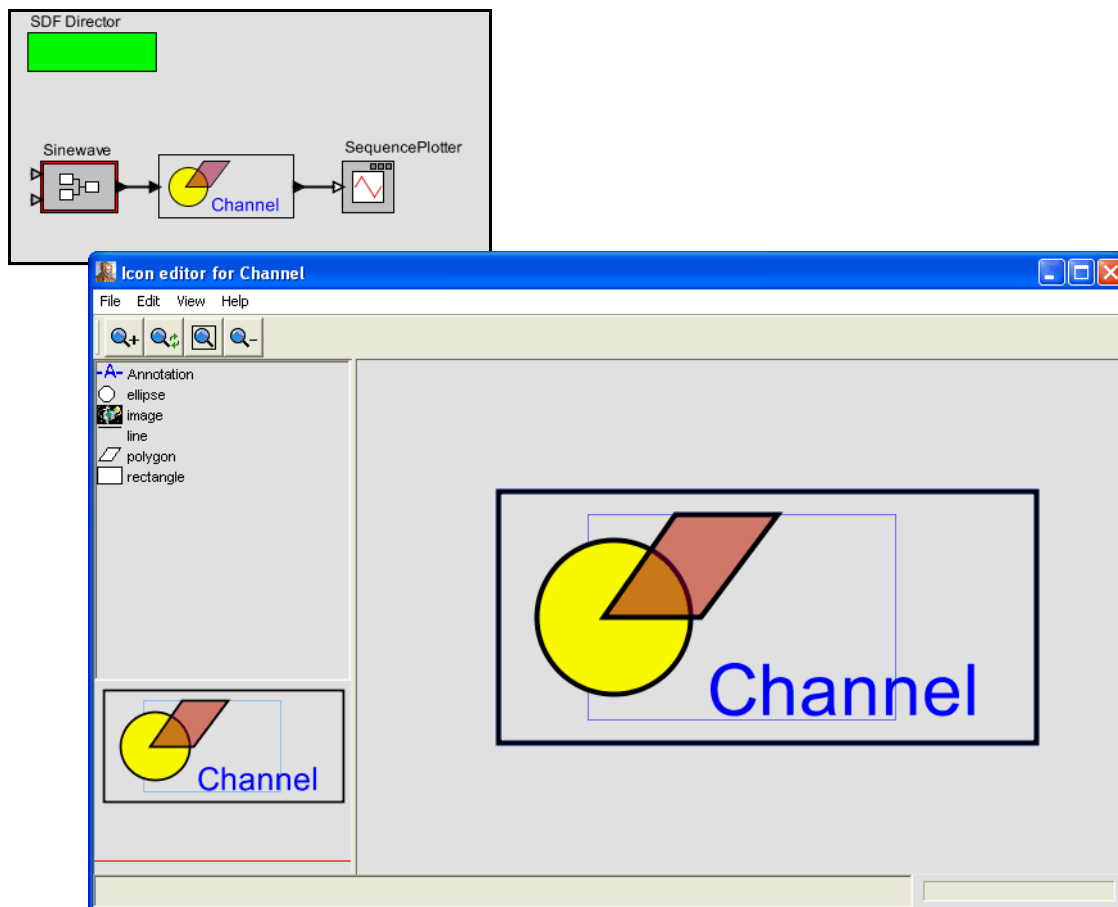 SDF Director
Sinewave
SequencePlotter
Channel
Icon editor for Channel
File Edit View Help
-A- Annotation
ellipse
image
line
polygon
rectangle
Channel
Channel